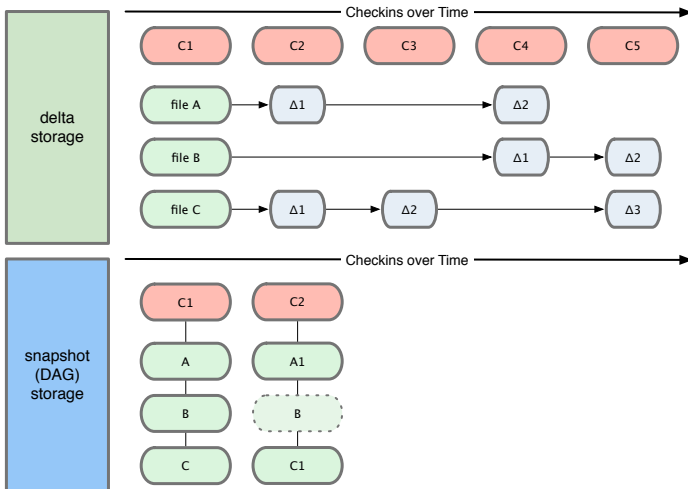 Checkins over Time
C1 C2 C3 C4 C5
delta
storage
file A Δ1 Δ2
file B Δ1 Δ2
file C Δ1 Δ2 Δ3
Checkins over Time
C1 C2
snapshot
(DAG)
storage
A A1
B B
C C1